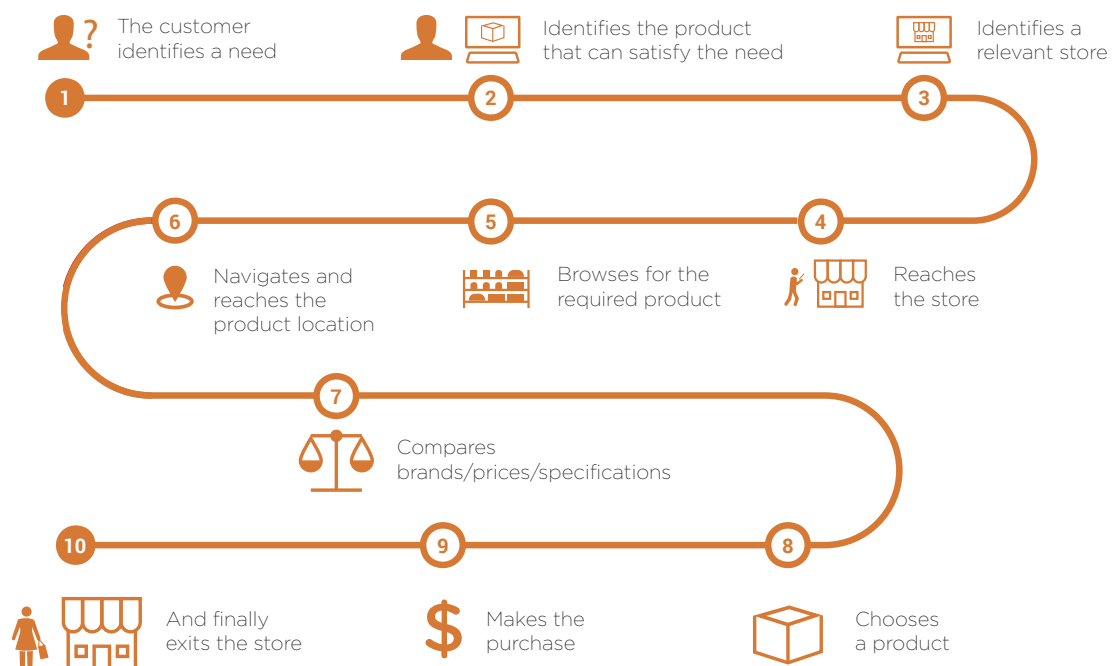 ?
The customer
identifies a need
Identifies the product
that can satisfy the need
Identifies a
relevant store
1
2
3
4
Reaches
the store
5
Browses for the
required product
6
Navigates and
reaches the
product location
7
Compares
brands/prices/specifications
8
Chooses
a product
9
$
Makes the
purchase
10
And finally
exits the store